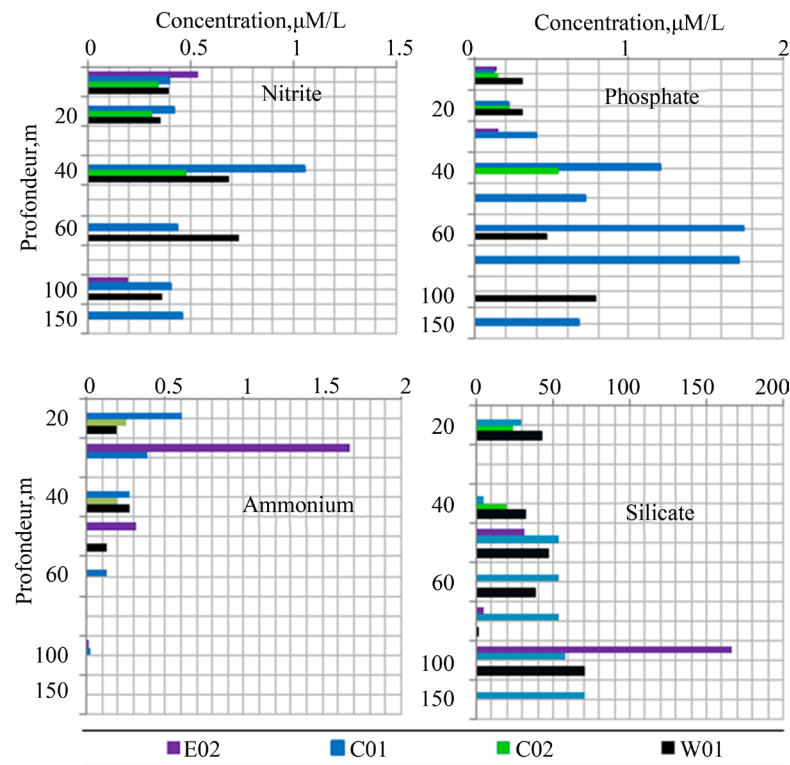 Concentration,µM/L
0 0.5 1 1.5
Nitrite
20
40
60
100
150
Profondeur,m
Concentration,µM/L
0 1 2
Phosphate
20
40
60
100
150
0 0.5 1 1.5 2
Ammonium
20
40
60
100
150
Profondeur,m
0 50 100 150 200
Silicate
20
40
60
100
150
E02 C01 C02 W01